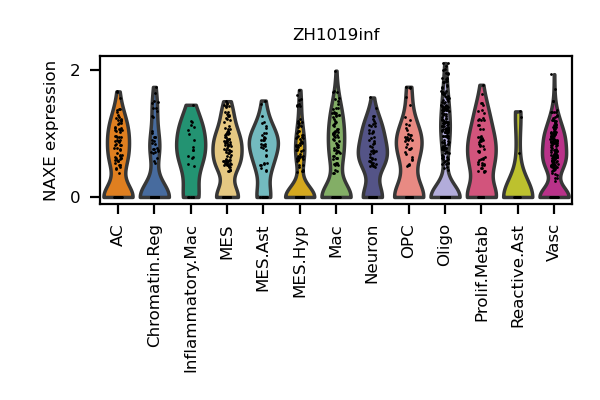 ZH1019inf
NAXE expression
2
0
AC
Chromatin.Reg
Inflammatory.Mac
MES
MES.Ast
MES.Hyp
Mac
Neuron
OPC
Oligo
Prolif.Metab
Reactive.Ast
Vasc